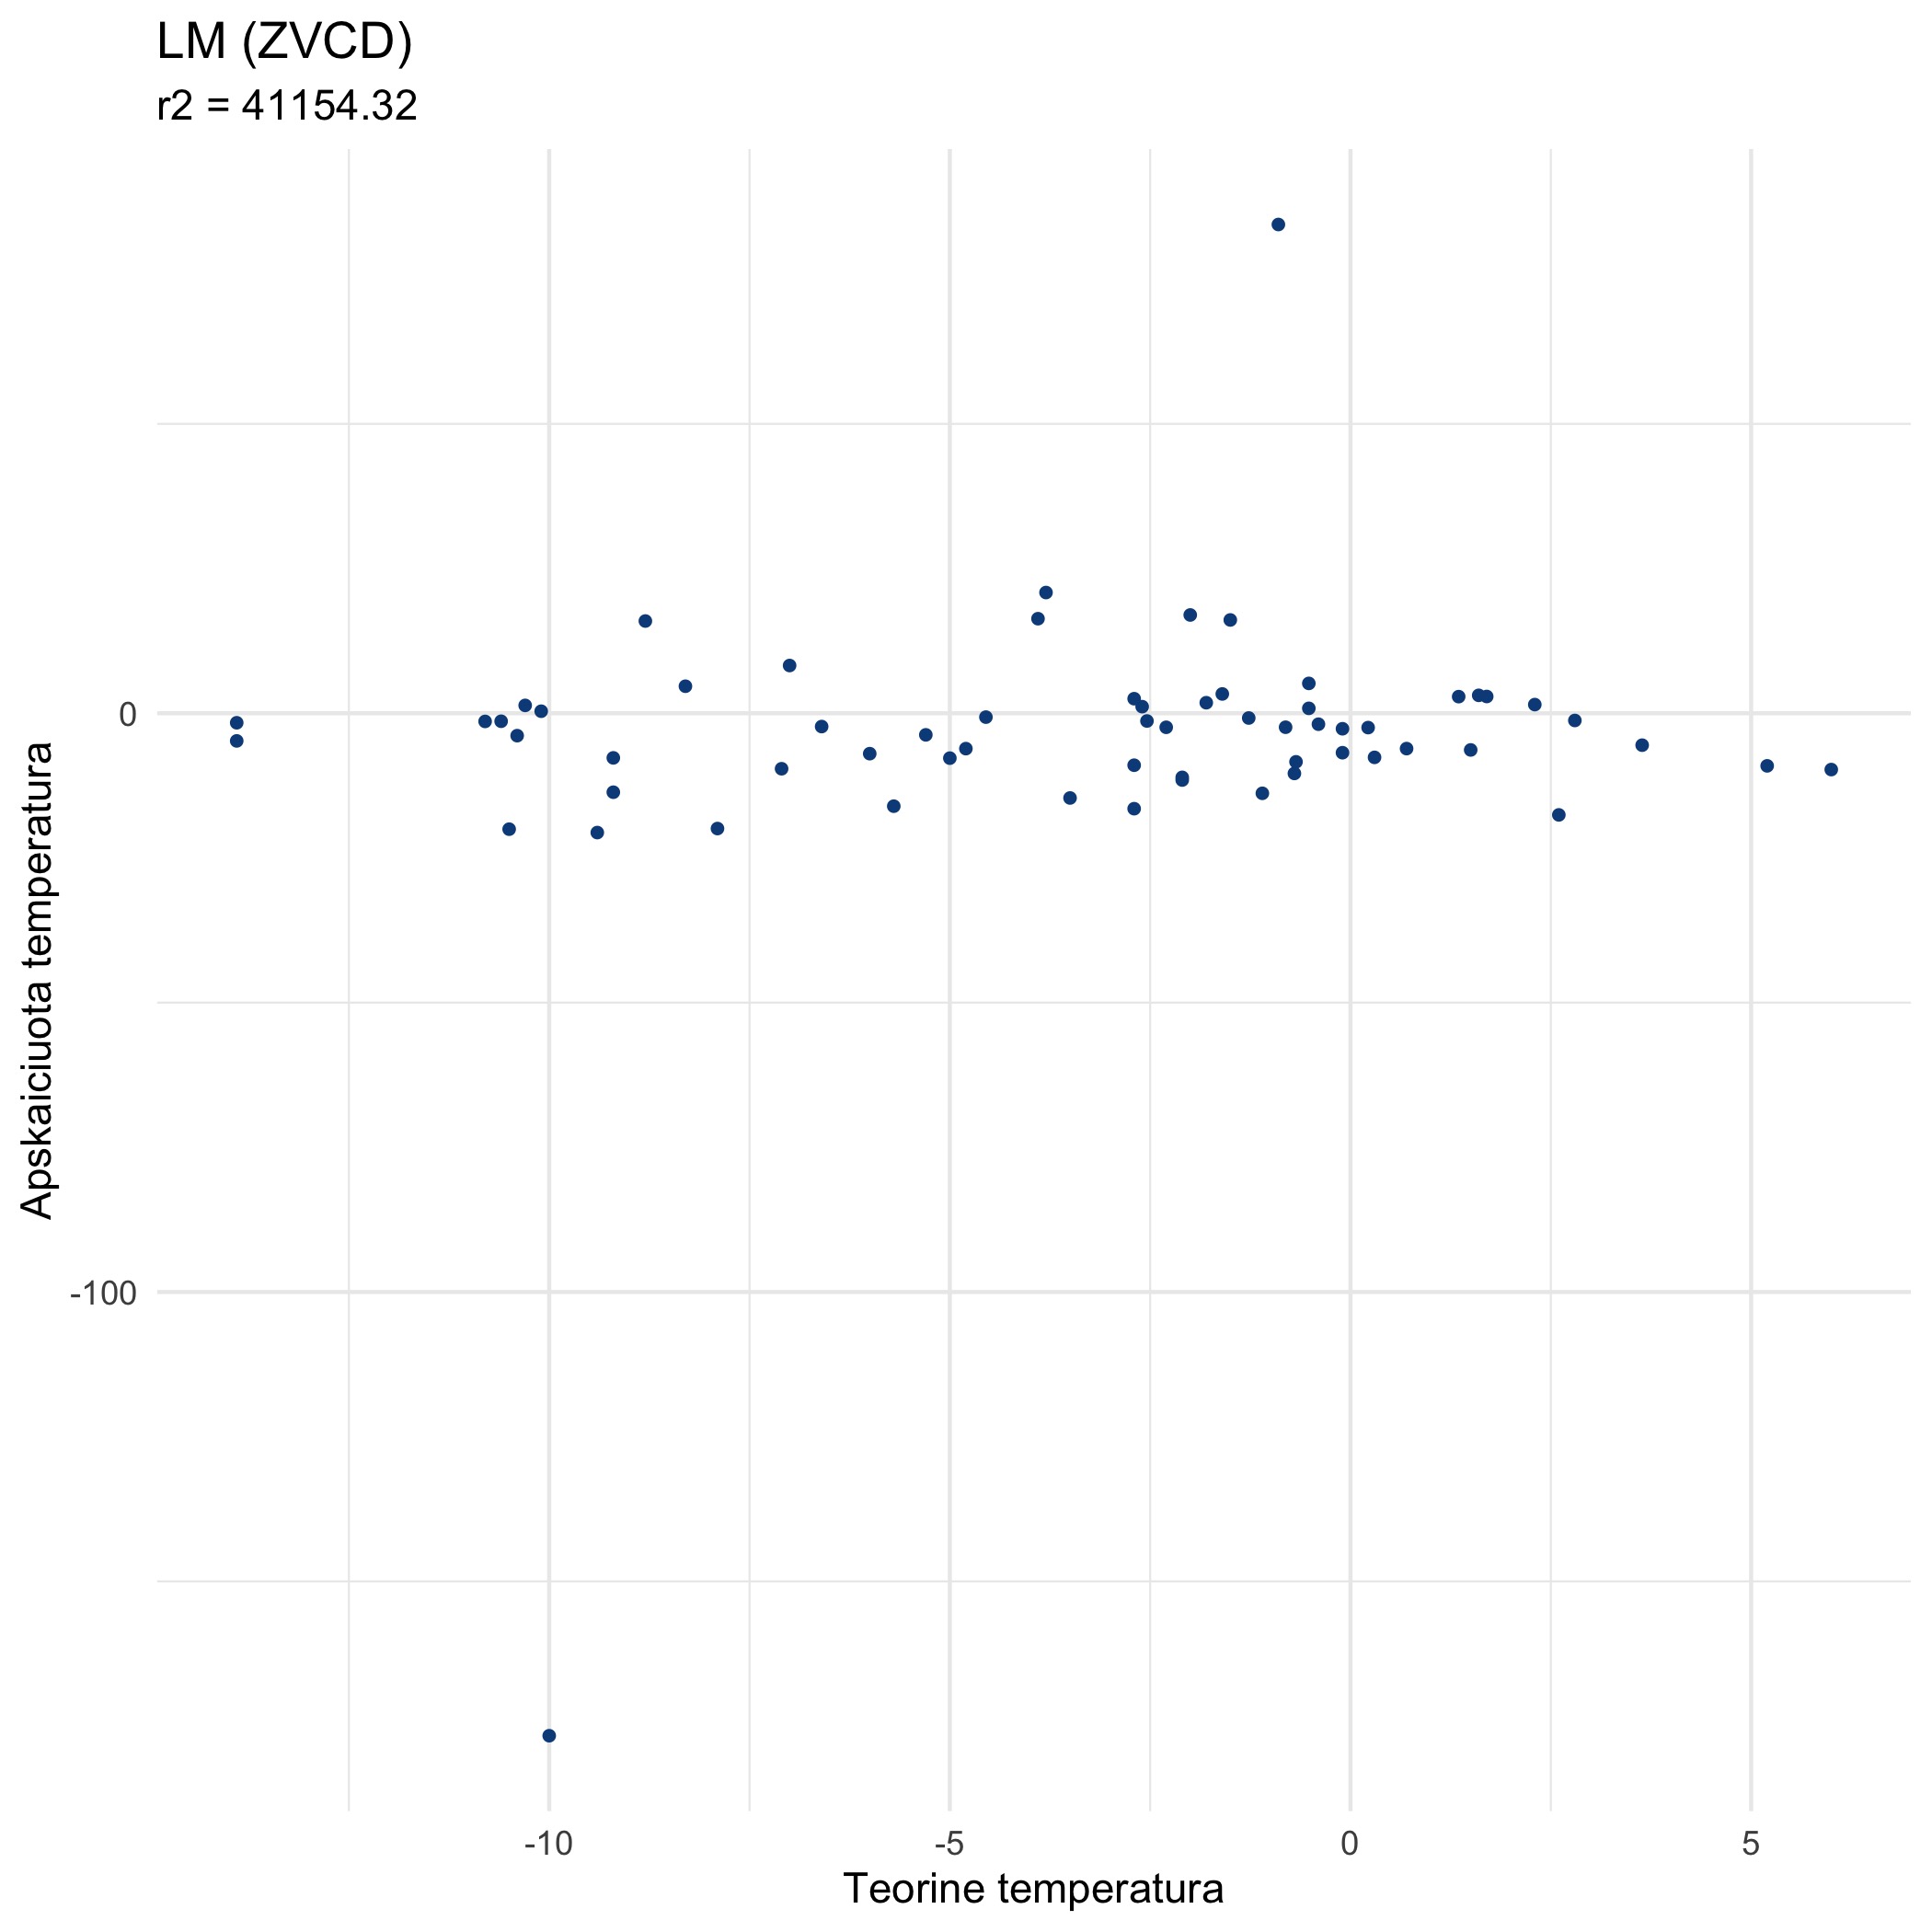 LM (ZVCD)
r2 = 41154.32
Apskaiciuota temperatura
0
-100
-10
-5
0
5
Teorine temperatura